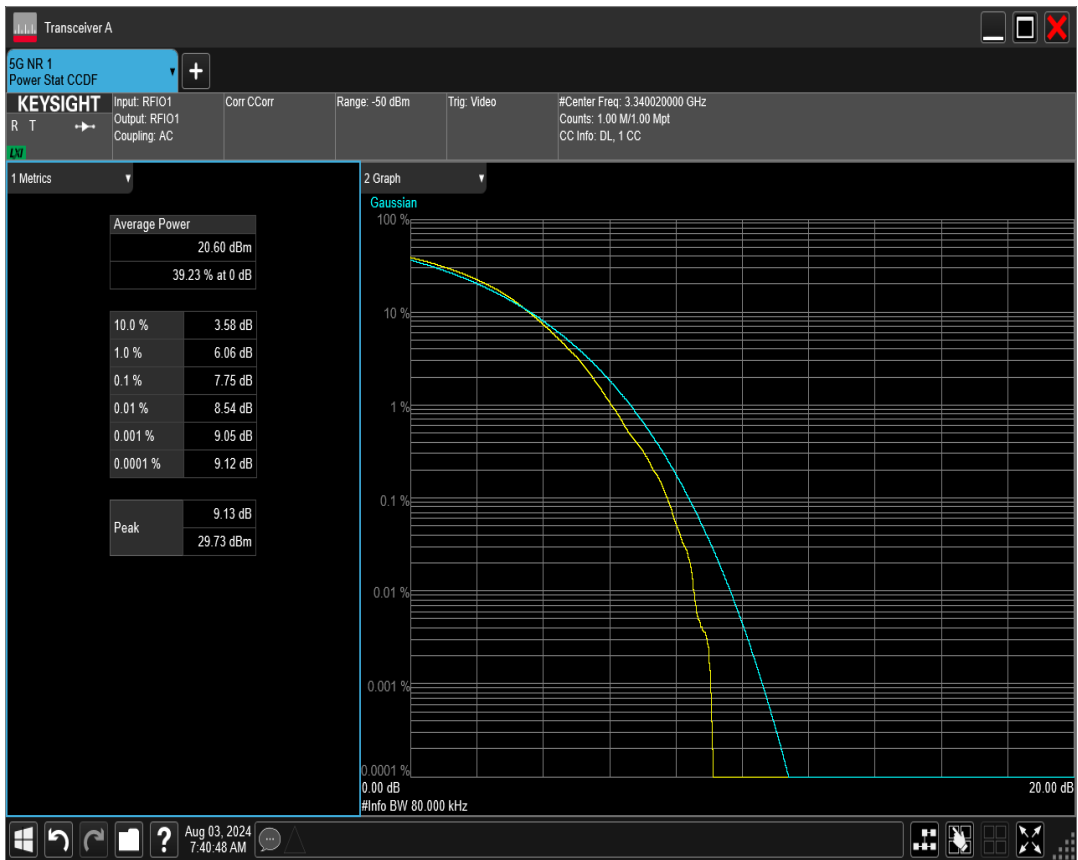 Transceiver A
5G NR 1
Power Stat CCDF
KEYSIGHT
R T
LXI
Input: RFIO1
Output: RFIO1
Coupling: AC
Corr CCorr
Range: -50 dBm
Trig: Video
#Center Freq: 3.340020000 GHz
Counts: 1.00 M/1.00 Mpt
CC Info: DL, 1 CC
1 Metrics
Average Power
20.60 dBm
39.23 % at 0 dB
10.0 % 3.58 dB
1.0 % 6.06 dB
0.1 % 7.75 dB
0.01 % 8.54 dB
0.001 % 9.05 dB
0.0001 % 9.12 dB
Peak
9.13 dB
29.73 dBm
2 Graph
Gaussian
100 %
10 %
1 %
0.1 %
0.01 %
0.001 %
0.0001 %
0.00 dB 20.00 dB
#Info BW 80.000 kHz
?
Aug 03, 2024
7:40:48 AM